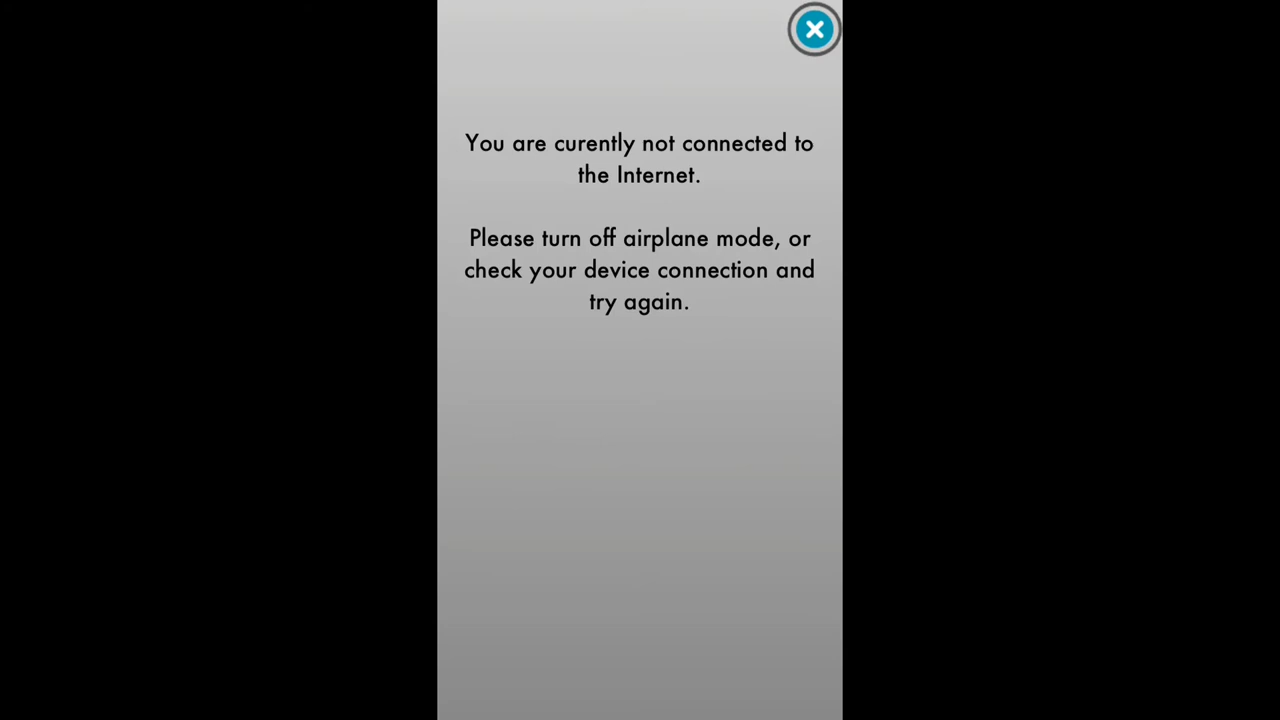 You are curently not connected to
the Internet.
Please turn off airplane mode, or
check your device connection and
try again.